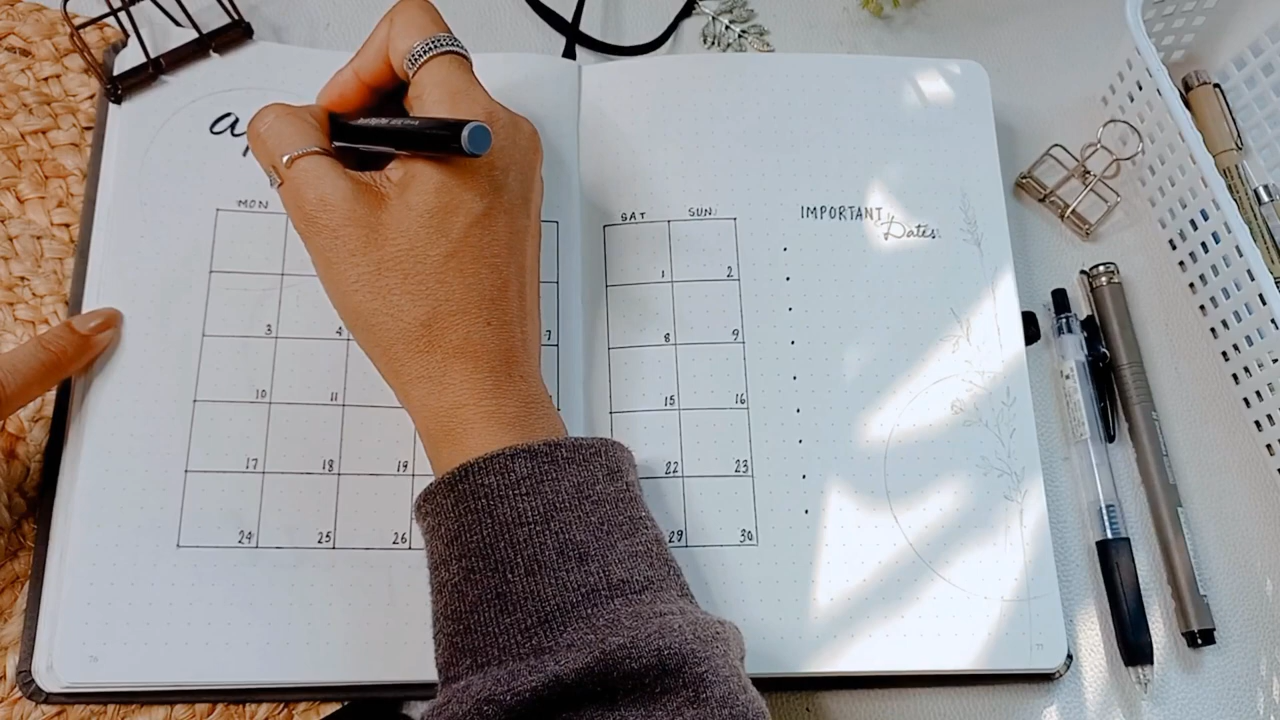 a
MON
SAT SUN
IMPORTANT
Dates
1 2
3 4 7 8 9
10 11 15 16
17 18 19 22 23
24 25 26 29 30
77